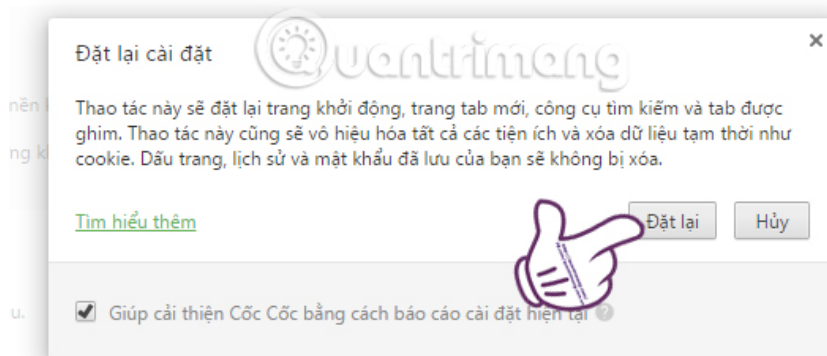 Đặt lại cài đặt
Quantrimang
Thao tác này sẽ đặt lại trang khởi động, trang tab mới, công cụ tìm kiếm và tab được
nền
ghim. Thao tác này cũng sẽ vô hiệu hóa tất cả các tiện ích và xóa dữ liệu tạm thời như
ng
cookie. Dấu trang, lịch sử và mật khẩu đã lưu của bạn sẽ không bị xóa.
Tìm hiểu thêm
Đặt lại
Hủy
u.
Giúp cải thiện Cốc Cốc bằng cách báo cáo cài đặt hiện tại